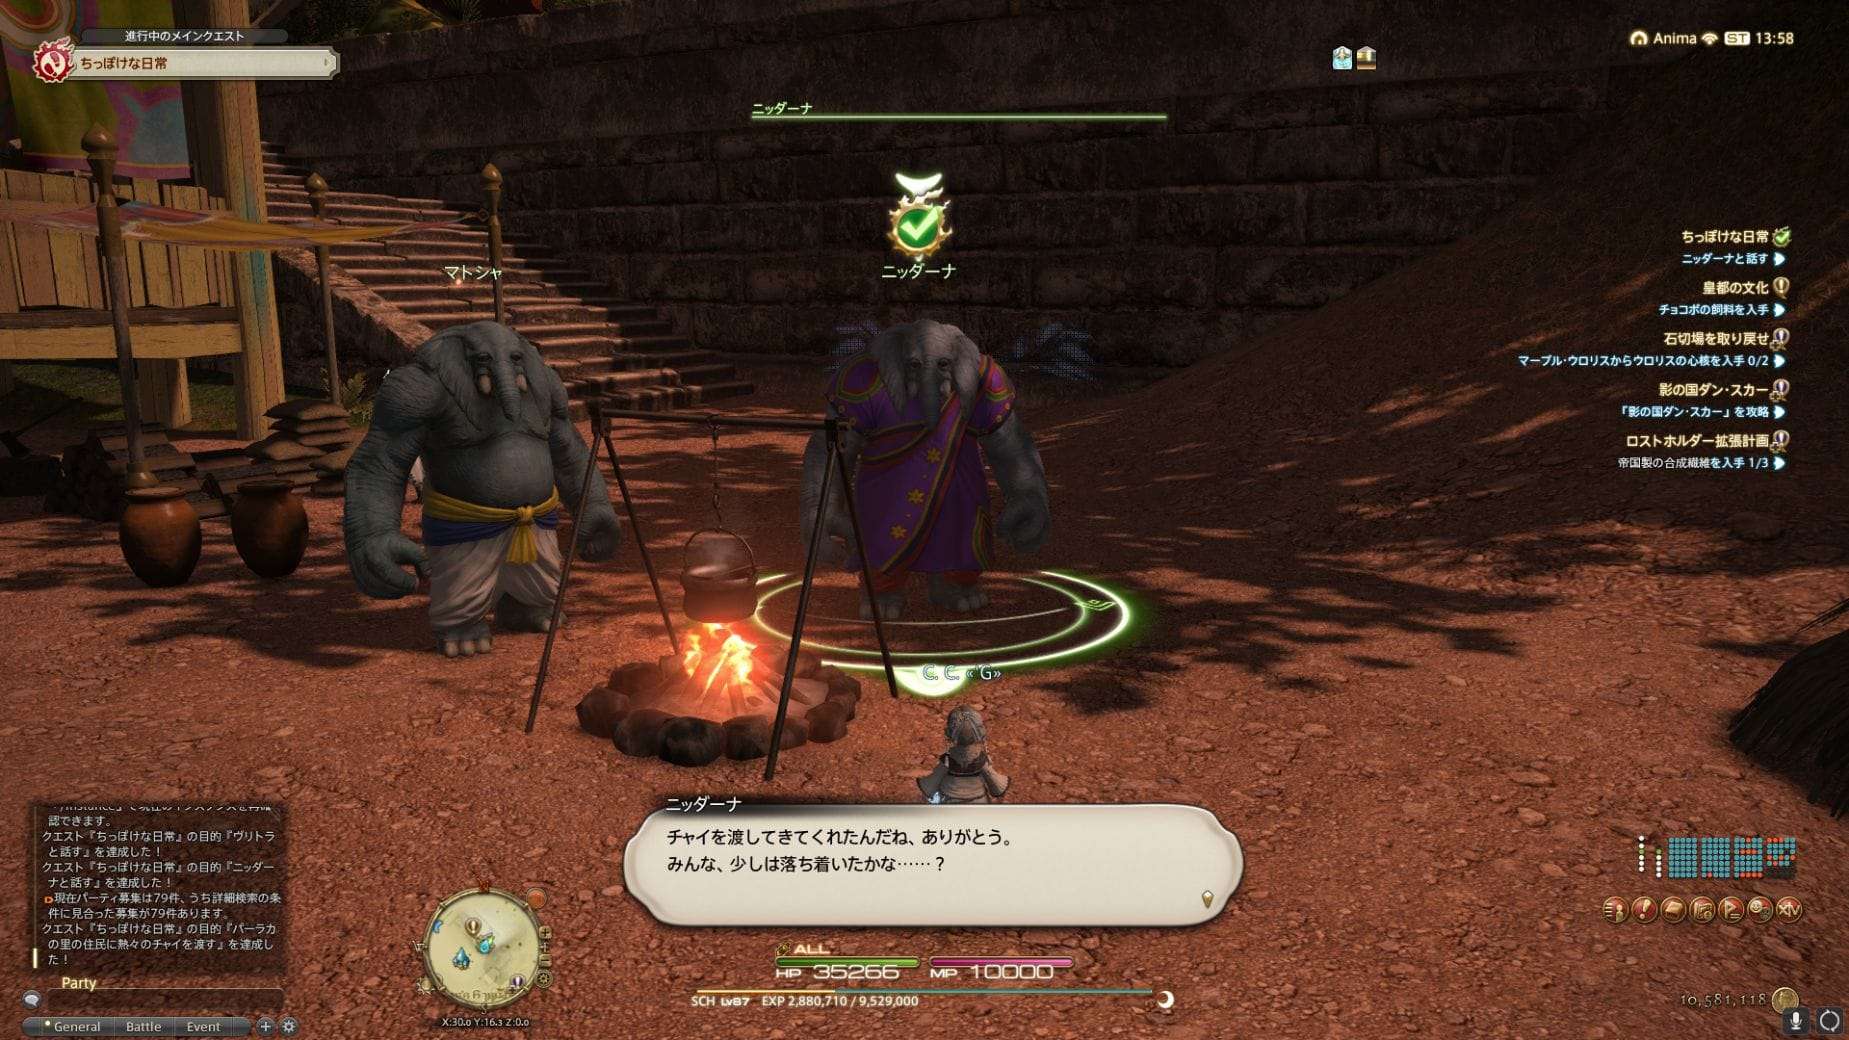 進行中のメインクエスト
ちっぽけな日常
Anima ST 13:58
ニッダーナ
マトシャ
ニッダーナ
ちっぽけな日常
ニッダーナと話す
皇都の文化
チョコボの飼料を入手
石切場を取り戻せ
マーブル・ウロリスからウロリスの心核を入手 0/2
影の国ダン・スカー
「影の国ダン・スカー」を攻略
ロストホルダー拡張計画
帝国製の合成繊維を入手 1/3
C. C. «'G»
ニッダーナ
チャイを渡してきてくれたんだね、ありがとう。
みんな、少しは落ち着いたかな……？
認できます。
クエスト『ちっぽけな日常』の目的『ヴリトラ
と話す』を達成した！
クエスト『ちっぽけな日常』の目的『ニッダー
ナと話す』を達成した！
現在パーティ募集は79件、うち詳細検索の条
件に見合った募集が79件あります。
クエスト『ちっぽけな日常』の目的『パーラカ
の里の住民に熱々のチャイを渡す』を達成し
た！
Party
General Battle Event
X:30.0 Y:16.3 Z:0.0
ALL
HP 35266 MP 10000
SCH Lv87 EXP 2,880,710 / 9,529,000
XIV
10,581,118